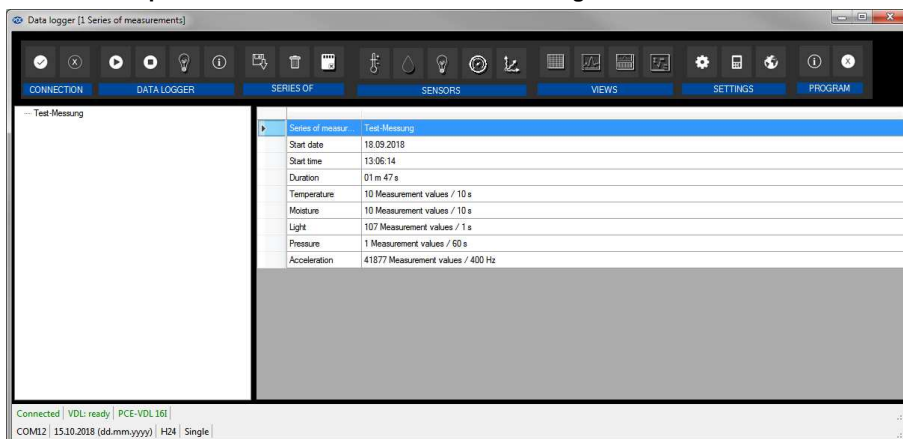 Data logger [1 Series of measurements]
CONNECTION DATA LOGGER SERIES OF SENSORS VIEWS SETTINGS PROGRAM
Test-Messung
Series of measur... Test-Messung
Start date 18.09.2018
Start time 13:06:14
Duration 01 m 47 s
Temperature 10 Measurement values / 10 s
Moisture 10 Measurement values / 10 s
Light 107 Measurement values / 1 s
Pressure 1 Measurement values / 60 s
Acceleration 41877 Measurement values / 400 Hz
Connected VDL: ready PCE-VDL 16I
COM12 15.10.2018 (dd.mm.yyyy) H24 Single